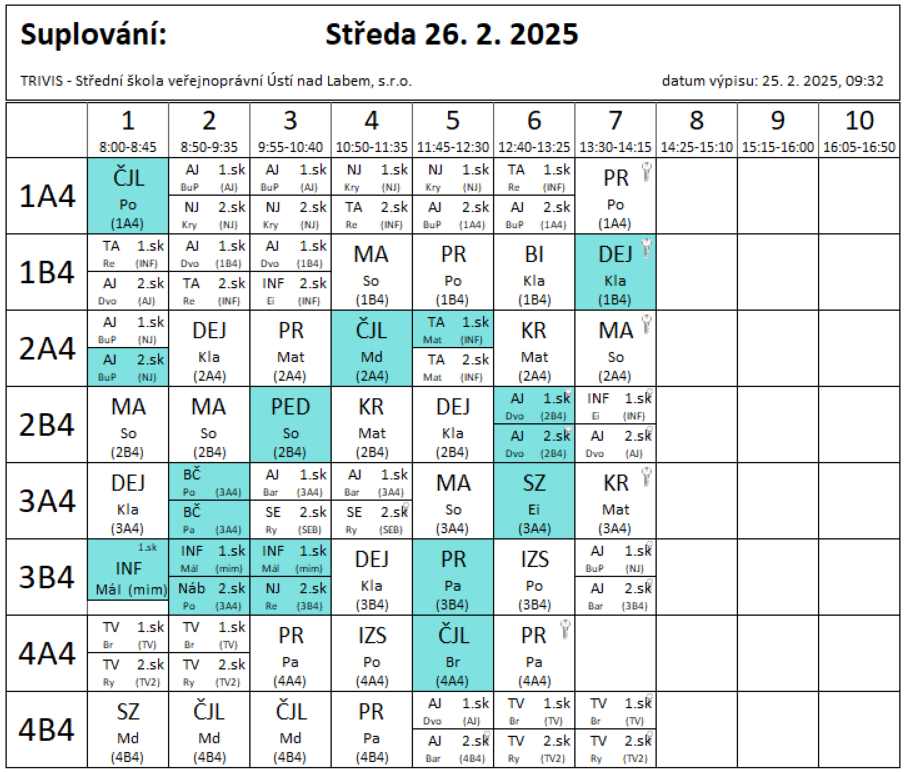 Suplování: Středa 26. 2. 2025
TRIVIS - Střední škola veřejnoprávní Ústí nad Labem, s.r.o. datum výpisu: 25. 2. 2025, 09:32
1 2 3 4 5 6 7 8 9 10
8:00-8:45 8:50-9:35 9:55-10:40 10:50-11:35 11:45-12:30 12:40-13:25 13:30-14:15 14:25-15:10 15:15-16:00 16:05-16:50
1A4
ČJL
Po
(1A4)
AJ 1.sk
BuP (AJ)
NJ 2.sk
Kry (NJ)
AJ 1.sk
BuP (AJ)
NJ 2.sk
Kry (NJ)
NJ 1.sk
Kry (NJ)
TA 2.sk
Re (INF)
NJ 1.sk
Kry (NJ)
AJ 2.sk
BuP (1A4)
TA 1.sk
Re (INF)
AJ 2.sk
BuP (1A4)
PR
Po
(1A4)
1B4
TA 1.sk
Re (INF)
AJ 2.sk
Dvo (AJ)
AJ 1.sk
Dvo (1B4)
TA 2.sk
Re (INF)
AJ 1.sk
Dvo (1B4)
INF 2.sk
Ei (INF)
MA
So
(1B4)
PR
Po
(1B4)
BI
Kla
(1B4)
DEJ
Kla
(1B4)
2A4
AJ 1.sk
BuP (NJ)
AJ 2.sk
BuP (NJ)
DEJ
Kla
(2A4)
PR
Mat
(2A4)
ČJL
Md
(2A4)
TA 1.sk
Mat (INF)
TA 2.sk
Mat (INF)
KR
Mat
(2A4)
MA
So
(2A4)
2B4
MA
So
(2B4)
MA
So
(2B4)
PED
So
(2B4)
KR
Mat
(2B4)
DEJ
Kla
(2B4)
AJ 1.sk
Dvo (2B4)
AJ 2.sk
Dvo (2B4)
INF 1.sk
Ei (INF)
AJ 2.sk
Dvo (AJ)
3A4
DEJ
Kla
(3A4)
BČ
Po (3A4)
BČ
Pa (3A4)
AJ 1.sk
Bar (3A4)
SE 2.sk
Ry (SEB)
AJ 1.sk
Bar (3A4)
SE 2.sk
Ry (SEB)
MA
So
(3A4)
SZ
Ei
(3A4)
KR
Mat
(3A4)
3B4
1.sk
INF
Mál (mim)
INF 1.sk
Mál (mim)
Náb 2.sk
Po (3A4)
INF 1.sk
Mál (mim)
NJ 2.sk
Re (3B4)
DEJ
Kla
(3B4)
PR
Pa
(3B4)
IZS
Po
(3B4)
AJ 1.sk
BuP (NJ)
AJ 2.sk
Bar (3B4)
4A4
TV 1.sk
Br (TV)
TV 2.sk
Ry (TV2)
TV 1.sk
Br (TV)
TV 2.sk
Ry (TV2)
PR
Pa
(4A4)
IZS
Po
(4A4)
ČJL
Br
(4A4)
PR
Pa
(4A4)
4B4
SZ
Md
(4B4)
ČJL
Md
(4B4)
ČJL
Md
(4B4)
PR
Pa
(4B4)
AJ 1.sk
Dvo (AJ)
AJ 2.sk
Bar (4B4)
TV 1.sk
Br (TV)
TV 2.sk
Ry (TV2)
TV 1.sk
Br (TV)
TV 2.sk
Ry (TV2)